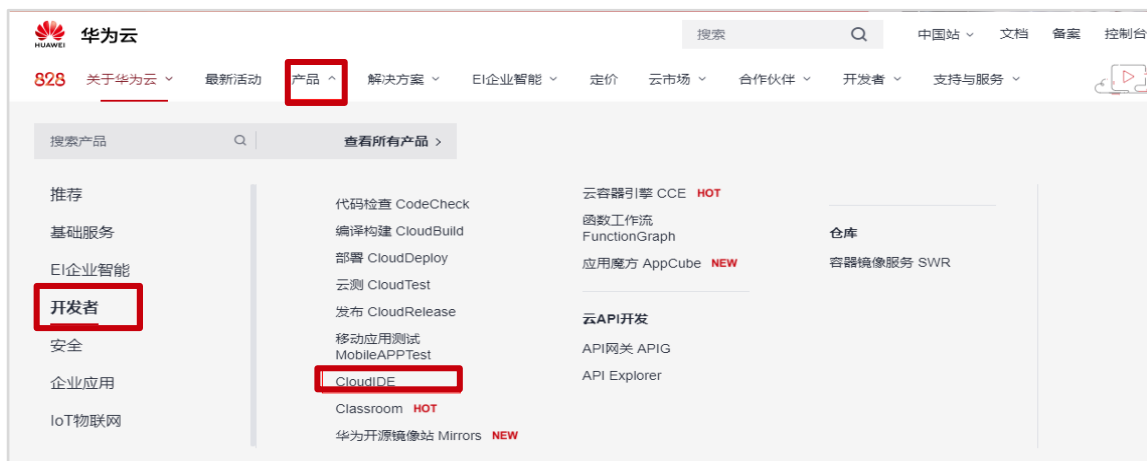 HUAWEI
华为云
搜索
中国站
文档
备案
控制台
828
关于华为云
最新活动
产品
解决方案
EI企业智能
定价
云市场
合作伙伴
开发者
支持与服务
搜索产品
查看所有产品 >
推荐
基础服务
EI企业智能
开发者
安全
企业应用
IoT物联网
代码检查 CodeCheck
编译构建 CloudBuild
部署 CloudDeploy
云测 CloudTest
发布 CloudRelease
移动应用测试
MobileAPPTest
CloudIDE
Classroom HOT
华为开源镜像站 Mirrors NEW
云容器引擎 CCE HOT
函数工作流
FunctionGraph
应用魔方 AppCube NEW
云API开发
API网关 APIG
API Explorer
仓库
容器镜像服务 SWR